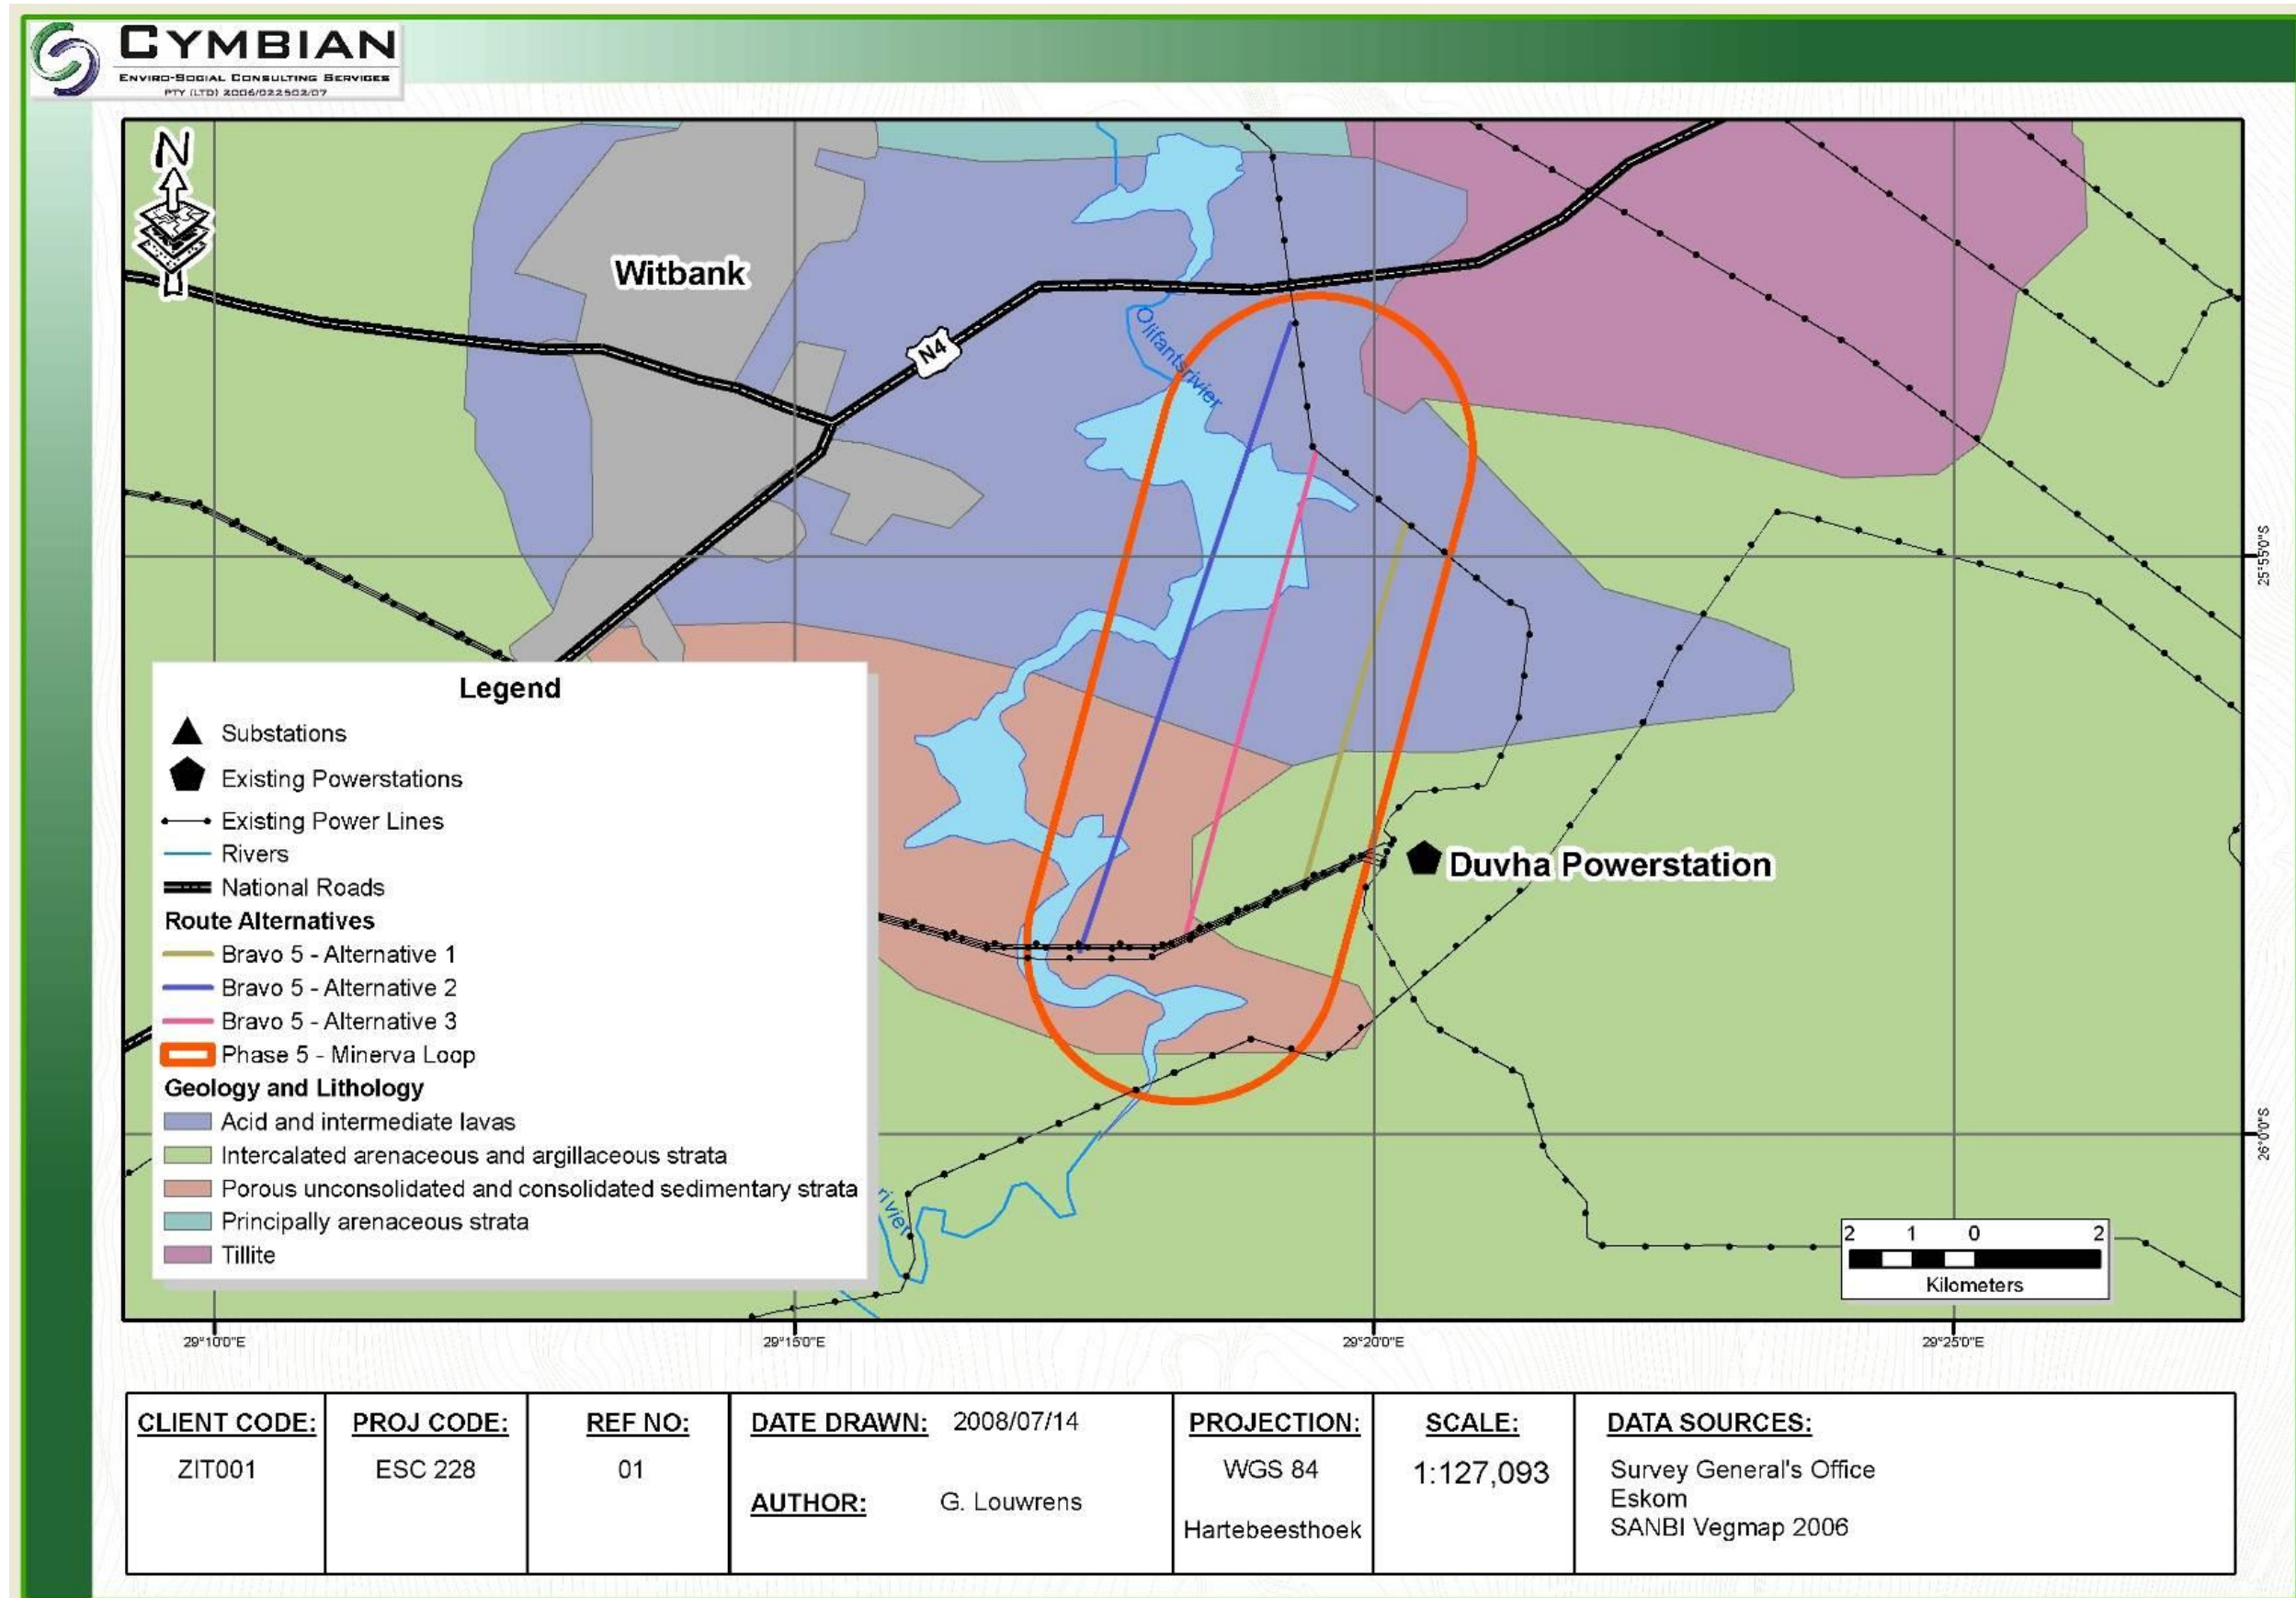 CYMBIAN
ENVIRO-SOCIAL CONSULTING SERVICES
PTY (LTD) 2006/022502/07
N
Witbank
N4
Olifantsrivier
25°55'0"S
Legend
Substations
Existing Powerstations
Existing Power Lines
Rivers
National Roads
Route Alternatives
Bravo 5 - Alternative 1
Bravo 5 - Alternative 2
Bravo 5 - Alternative 3
Phase 5 - Minerva Loop
Geology and Lithology
Acid and intermediate lavas
Intercalated arenaceous and argillaceous strata
Porous unconsolidated and consolidated sedimentary strata
Principally arenaceous strata
Tillite
Duvha Powerstation
rivier
26°0'0"S
2 1 0 2
Kilometers
29°10'0"E 29°15'0"E 29°20'0"E 29°25'0"E
CLIENT CODE:
ZIT001
PROJ CODE:
ESC 228
REF NO:
01
DATE DRAWN: 2008/07/14
AUTHOR: G. Louwrens
PROJECTION:
WGS 84
Hartebeesthoek
SCALE:
1:127,093
DATA SOURCES:
Survey General's Office
Eskom
SANBI Vegmap 2006